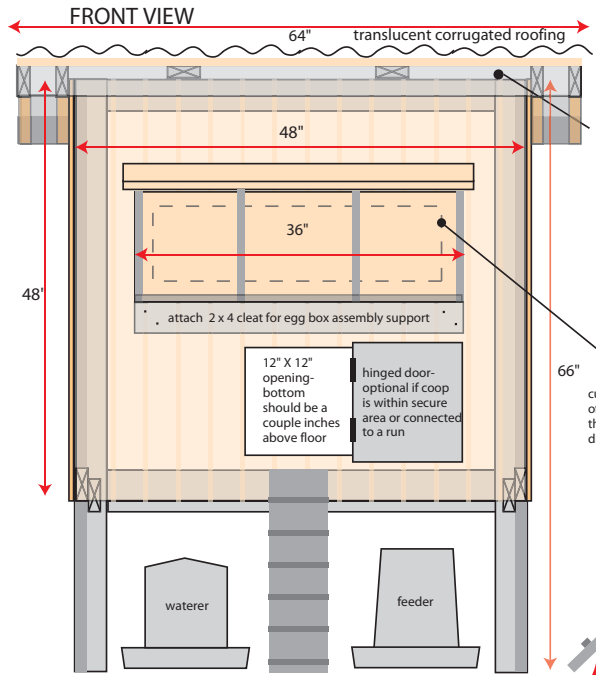 FRONT VIEW
64"
translucent corrugated roofing
48"
36"
48"
attach 2 x 4 cleat for egg box assembly support
12" X 12"
opening-
bottom
should be a
couple inches
above floor
hinged door-
optional if coop
is within secure
area or connected
to a run
66"
waterer
feeder